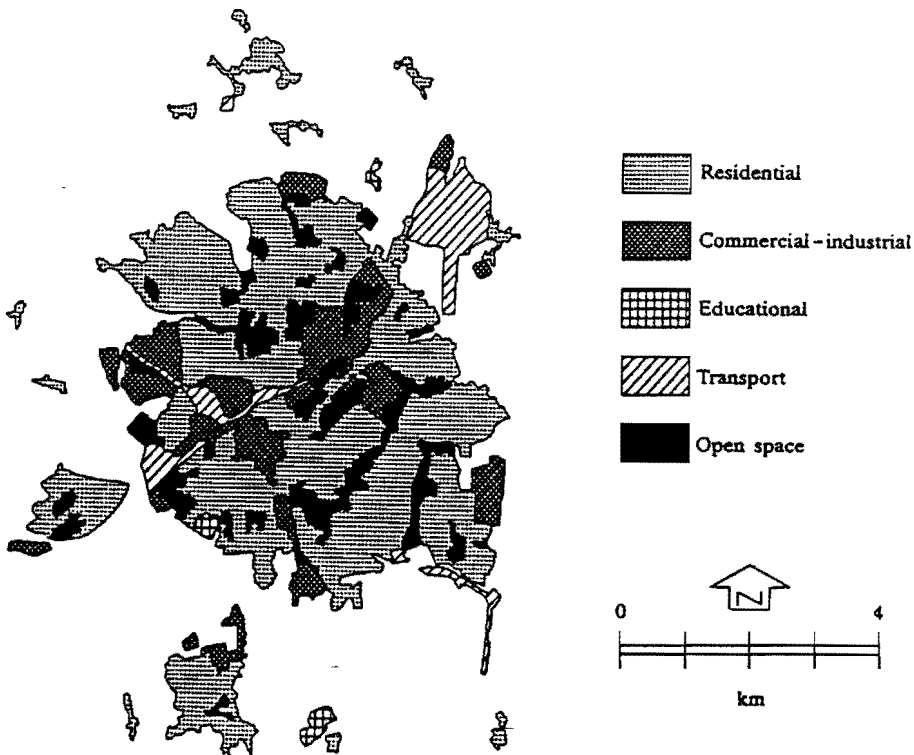 Residential
Commercial-industrial
Educational
Transport
Open space
N
0 4
km